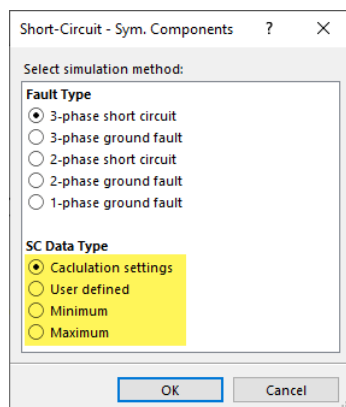 Short-Circuit - Sym. Components ? ×
Select simulation method:
Fault Type
3-phase short circuit
3-phase ground fault
2-phase short circuit
2-phase ground fault
1-phase ground fault
SC Data Type
Caclulation settings
User defined
Minimum
Maximum
OK Cancel